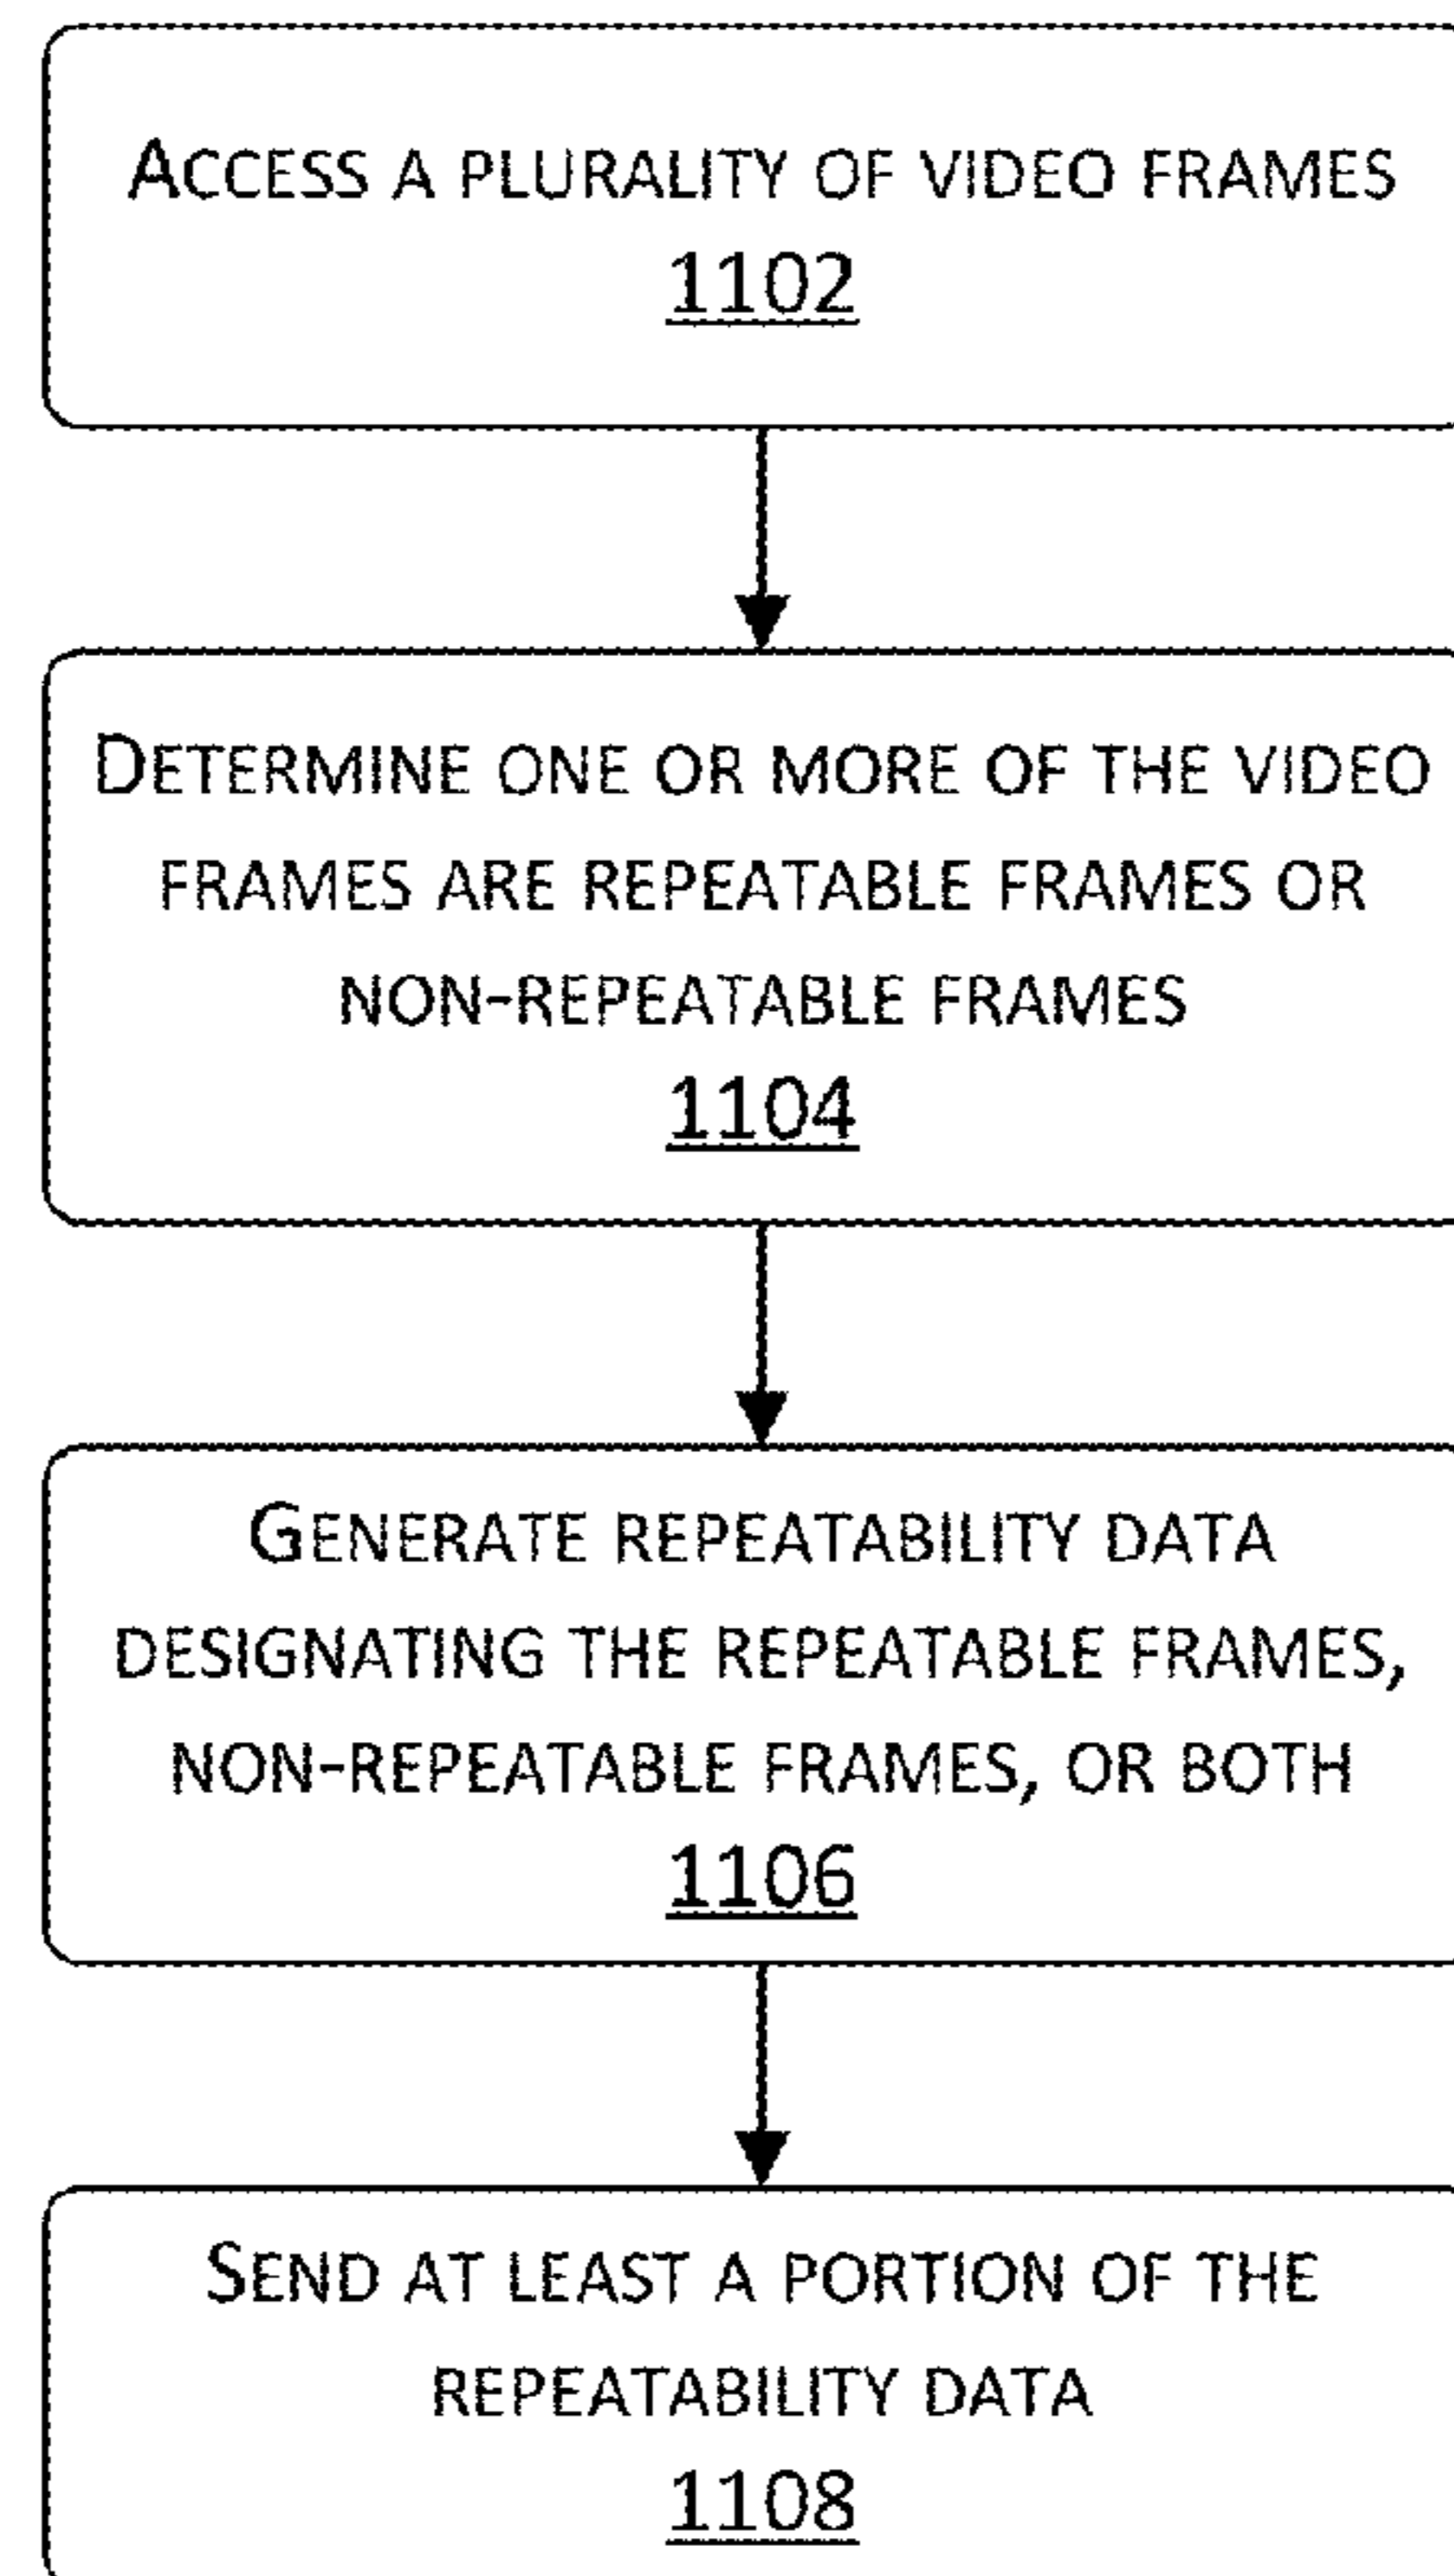 ACCESS A PLURALITY OF VIDEO FRAMES
1102
DETERMINE ONE OR MORE OF THE VIDEO
FRAMES ARE REPEATABLE FRAMES OR
NON-REPEATABLE FRAMES
1104
GENERATE REPEATABILITY DATA
DESIGNATING THE REPEATABLE FRAMES,
NON-REPEATABLE FRAMES, OR BOTH
1106
SEND AT LEAST A PORTION OF THE
REPEATABILITY DATA
1108